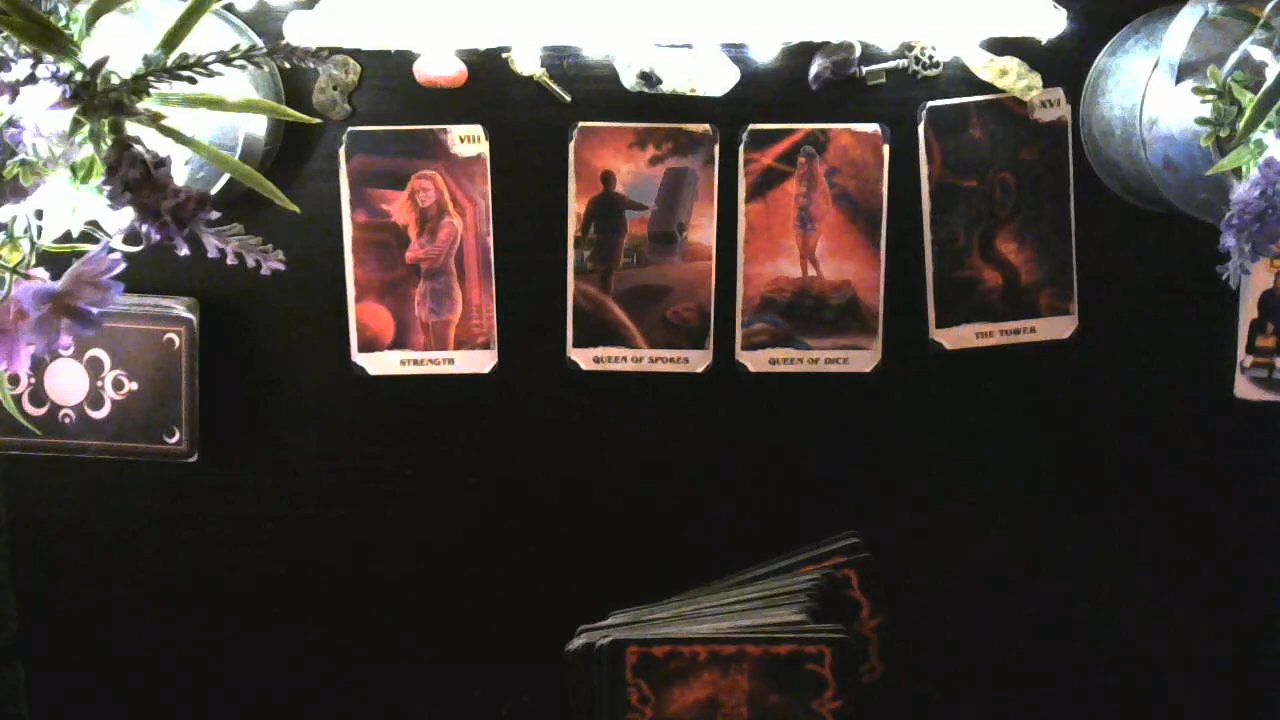 VIII
STRENGTH
QUEEN OF SPOKES
QUEEN OF DICE
XVI
THE TOWER